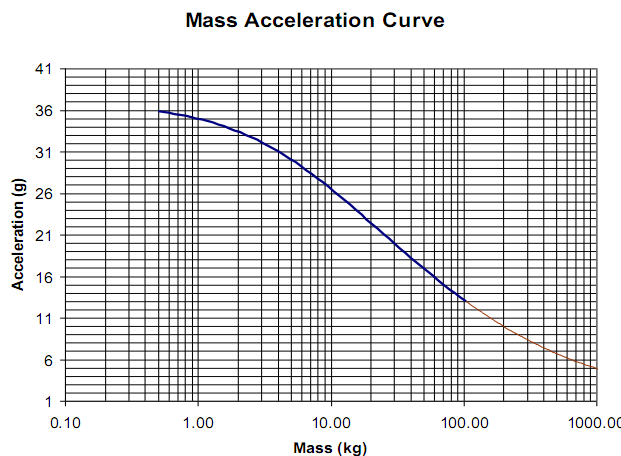 Mass Acceleration Curve
41
36
31
26
21
16
11
6
1
Acceleration (g)
0.10 1.00 10.00 100.00 1000.00
Mass (kg)